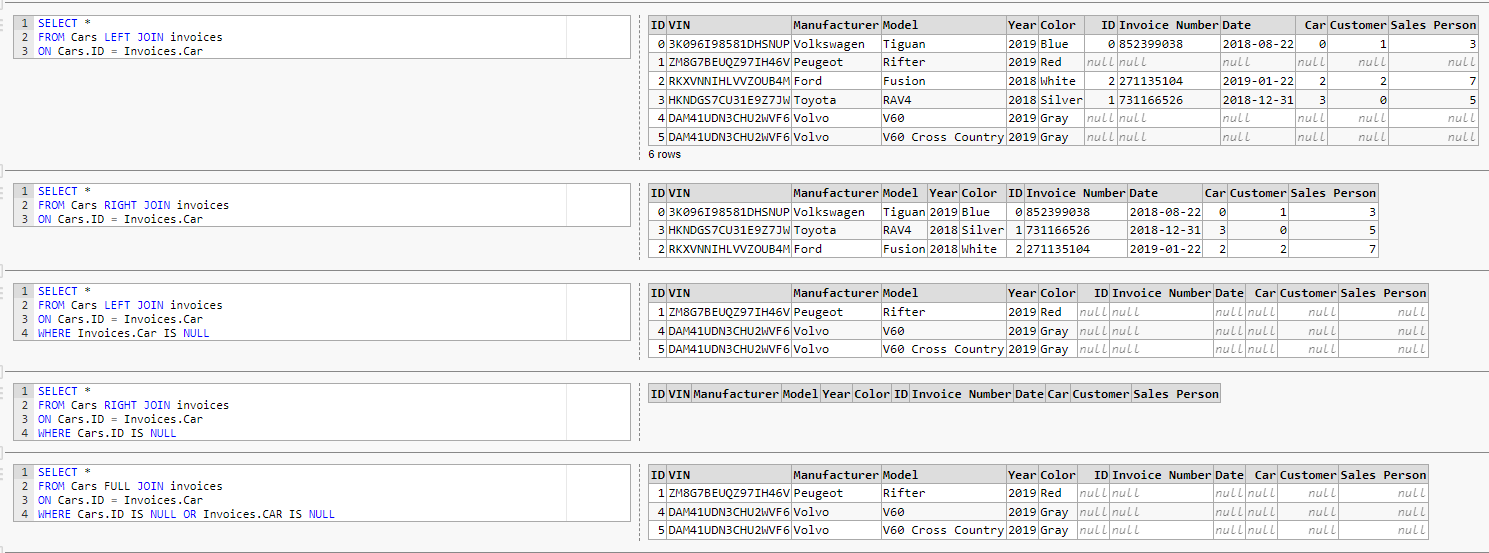 1 SELECT *
2 FROM Cars LEFT JOIN invoices
3 ON Cars.ID = Invoices.Car
ID VIN Manufacturer Model Year Color ID Invoice Number Date Car Customer Sales Person
0 3K096I98581DHSNUP Volkswagen Tiguan 2019 Blue 0 852399038 2018-08-22 0 1 3
1 ZM8G7BEUQZ97IH46V Peugeot Rifter 2019 Red null null null null null null
2 RKXVNNIHLVVZOUB4M Ford Fusion 2018 White 2 271135104 2019-01-22 2 2 7
3 HKNDGS7CU31E9Z7JW Toyota RAV4 2018 Silver 1 731166526 2018-12-31 3 0 5
4 DAM41UDN3CHU2WVF6 Volvo V60 2019 Gray null null null null null null
5 DAM41UDN3CHU2WVF6 Volvo V60 Cross Country 2019 Gray null null null null null null
6 rows
1 SELECT *
2 FROM Cars RIGHT JOIN invoices
3 ON Cars.ID = Invoices.Car
ID VIN Manufacturer Model Year Color ID Invoice Number Date Car Customer Sales Person
0 3K096I98581DHSNUP Volkswagen Tiguan 2019 Blue 0 852399038 2018-08-22 0 1 3
3 HKNDGS7CU31E9Z7JW Toyota RAV4 2018 Silver 1 731166526 2018-12-31 3 0 5
2 RKXVNNIHLVVZOUB4M Ford Fusion 2018 White 2 271135104 2019-01-22 2 2 7
1 SELECT *
2 FROM Cars LEFT JOIN invoices
3 ON Cars.ID = Invoices.Car
4 WHERE Invoices.Car IS NULL
ID VIN Manufacturer Model Year Color ID Invoice Number Date Car Customer Sales Person
1 ZM8G7BEUQZ97IH46V Peugeot Rifter 2019 Red null null null null null null
4 DAM41UDN3CHU2WVF6 Volvo V60 2019 Gray null null null null null null
5 DAM41UDN3CHU2WVF6 Volvo V60 Cross Country 2019 Gray null null null null null null
1 SELECT *
2 FROM Cars RIGHT JOIN invoices
3 ON Cars.ID = Invoices.Car
4 WHERE Cars.ID IS NULL
ID VIN Manufacturer Model Year Color ID Invoice Number Date Car Customer Sales Person
1 SELECT *
2 FROM Cars FULL JOIN invoices
3 ON Cars.ID = Invoices.Car
4 WHERE Cars.ID IS NULL OR Invoices.CAR IS NULL
ID VIN Manufacturer Model Year Color ID Invoice Number Date Car Customer Sales Person
1 ZM8G7BEUQZ97IH46V Peugeot Rifter 2019 Red null null null null null null
4 DAM41UDN3CHU2WVF6 Volvo V60 2019 Gray null null null null null null
5 DAM41UDN3CHU2WVF6 Volvo V60 Cross Country 2019 Gray null null null null null null